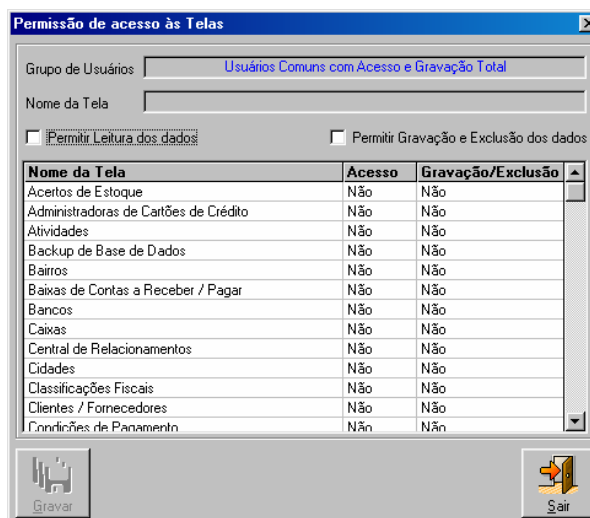 Permissão de acesso às Telas
Grupo de Usuários Usuários Comuns com Acesso e Gravação Total
Nome da Tela
Permitir Leitura dos dados Permitir Gravação e Exclusão dos dados
Nome da Tela Acesso Gravação/Exclusão
Acertos de Estoque Não Não
Administradoras de Cartões de Crédito Não Não
Atividades Não Não
Backup de Base de Dados Não Não
Bairros Não Não
Baixas de Contas a Receber / Pagar Não Não
Bancos Não Não
Caixas Não Não
Central de Relacionamentos Não Não
Cidades Não Não
Classificações Fiscais Não Não
Clientes / Fornecedores Não Não
Condições de Pagamento Não Não
Gravar Sair